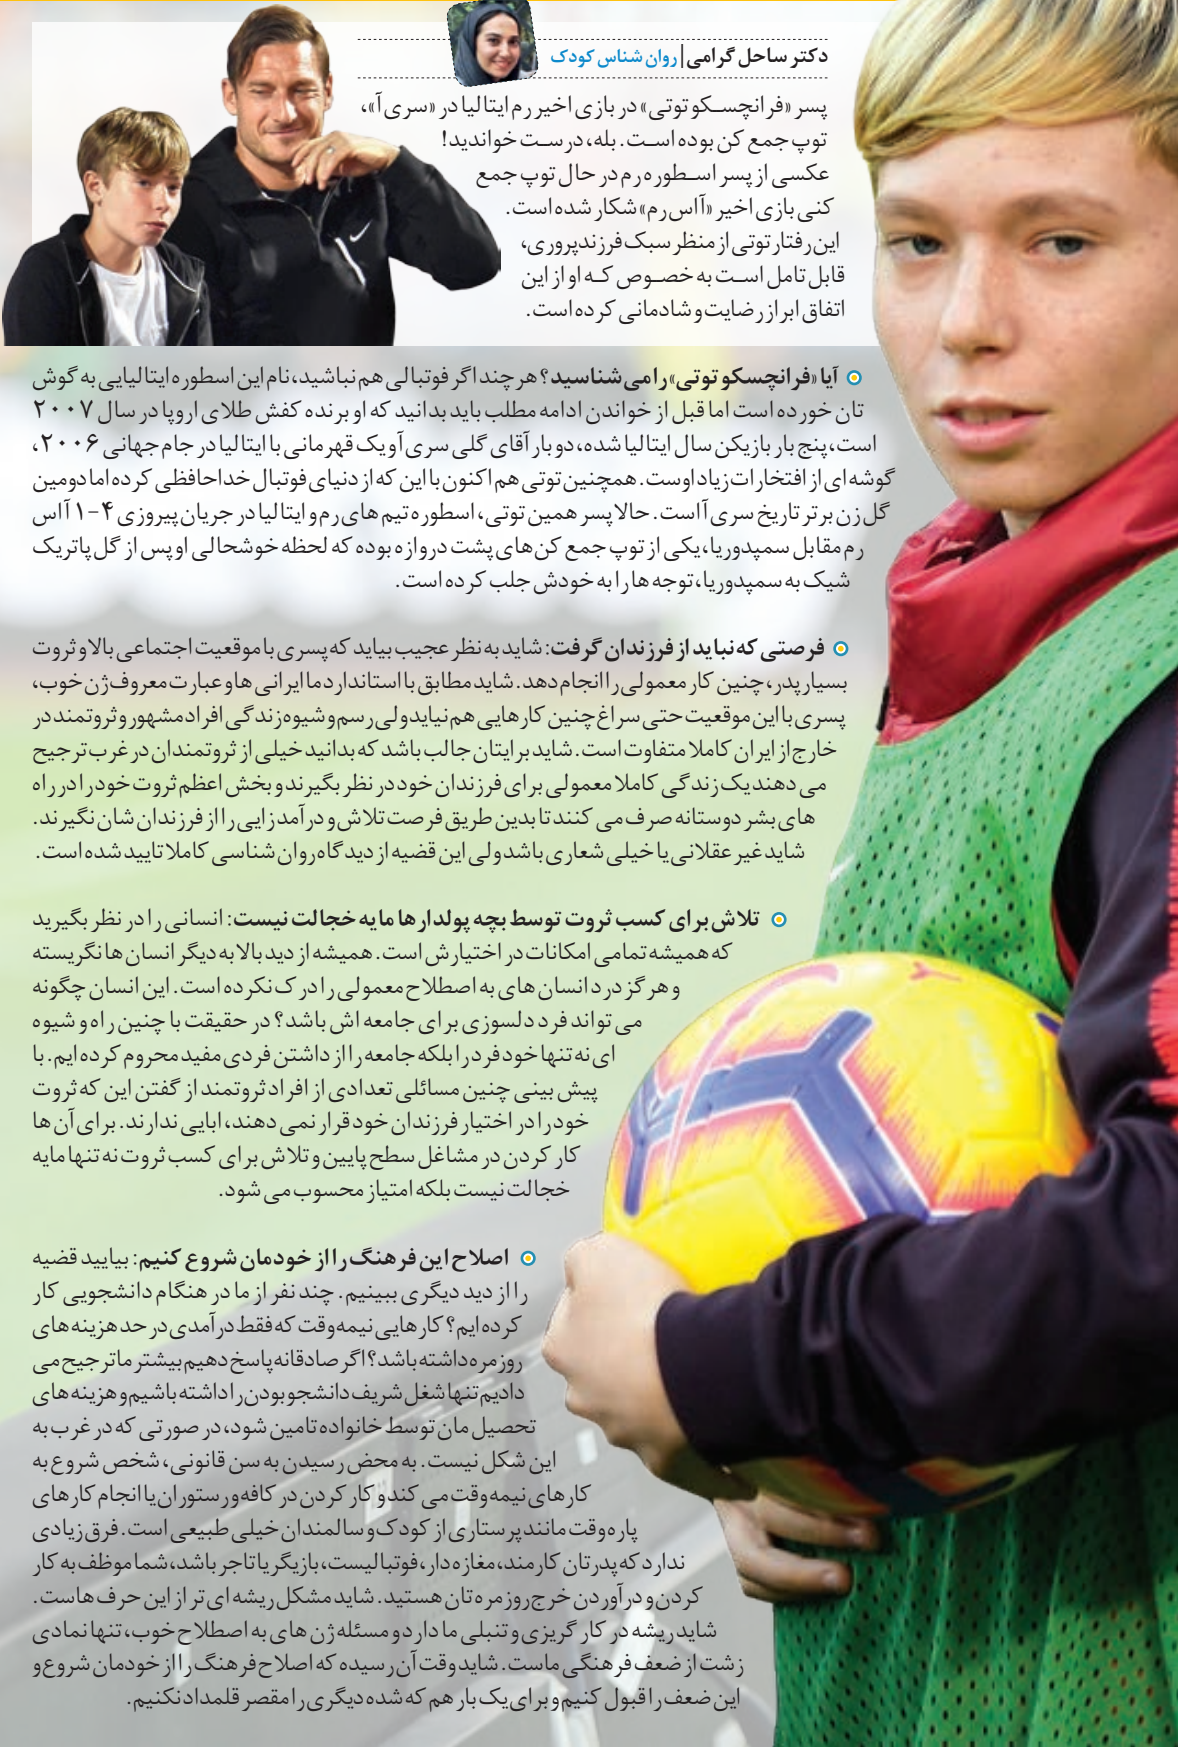 دکتر ساحل گرامی | روان شناس کودک
پسر «فرانچسکو توتی» در بازی اخیر رم ایتالیا در «سری آ»،
توپ جمع کن بوده است. بله، درست خواندید!
عکسی از پسر اسطوره رم در حال توپ جمع
کنی بازی اخیر «آ اس رم» شکار شده است.
این رفتار توتی از منظر سبک فرزندپروری،
قابل تامل است به خصوص که او از این
اتفاق ابراز رضایت و شادمانی کرده است.
آیا «فرانچسکو توتی» را می شناسید؟ هر چند اگر فوتبالی هم نباشید، نام این اسطوره ایتالیایی به گوش
تان خورده است اما قبل از خواندن ادامه مطلب باید بدانید که او برنده کفش طلای اروپا در سال ۲۰۰۷
است، پنج بار بازیکن سال ایتالیا شده، دو بار آقای گلی سری آ و یک قهرمانی با ایتالیا در جام جهانی ۲۰۰۶،
گوشه ای از افتخارات زیاد اوست. همچنین توتی هم اکنون با این که از دنیای فوتبال خداحافظی کرده اما دومین
گل زن برتر تاریخ سری آ است. حالا پسر همین توتی، اسطوره تیم های رم و ایتالیا در جریان پیروزی ۴-۱ آ اس
رم مقابل سمپدوریا، یکی از توپ جمع کن های پشت دروازه بوده که لحظه خوشحالی او پس از گل پاتریک
شیک به سمپدوریا، توجه ها را به خودش جلب کرده است.
فرصتی که نباید از فرزندان گرفت: شاید به نظر عجیب بیاید که پسری با موقعیت اجتماعی بالا و ثروت
بسیار پدر، چنین کار معمولی را انجام دهد. شاید مطابق با استاندارد ما ایرانی ها و عبارت معروف ژن خوب،
پسری با این موقعیت حتی سراغ چنین کارهایی هم نیاید ولی رسم و شیوه زندگی افراد مشهور و ثروتمند در
خارج از ایران کاملا متفاوت است. شاید برایتان جالب باشد که بدانید خیلی از ثروتمندان در غرب ترجیح
می دهند یک زندگی کاملا معمولی برای فرزندان خود در نظر بگیرند و بخش اعظم ثروت خود را در راه
های بشر دوستانه صرف می کنند تا بدین طریق فرصت تلاش و درآمدزایی را از فرزندان شان نگیرند.
شاید غیر عقلانی یا خیلی شعاری باشد ولی این قضیه از دیدگاه روان شناسی کاملا تایید شده است.
تلاش برای کسب ثروت توسط بچه پولدارها مایه خجالت نیست: انسانی را در نظر بگیرید
که همیشه تمامی امکانات در اختیارش است. همیشه از دید بالا به دیگر انسان ها نگریسته
و هرگز درد انسان های به اصطلاح معمولی را درک نکرده است. این انسان چگونه
می تواند فرد دلسوزی برای جامعه اش باشد؟ در حقیقت با چنین راه و شیوه
ای نه تنها خود فرد را بلکه جامعه را از داشتن فردی مفید محروم کرده ایم. با
پیش بینی چنین مسائلی تعدادی از افراد ثروتمند از گفتن این که ثروت
خود را در اختیار فرزندان خود قرار نمی دهند، ابایی ندارند. برای آن ها
کار کردن در مشاغل سطح پایین و تلاش برای کسب ثروت نه تنها مایه
خجالت نیست بلکه امتیاز محسوب می شود.
اصلاح این فرهنگ را از خودمان شروع کنیم: بیایید قضیه
را از دید دیگری ببینیم. چند نفر از ما در هنگام دانشجویی کار
کرده ایم؟ کارهایی نیمه وقت که فقط درآمدی در حد هزینه های
روزمره داشته باشد؟ اگر صادقانه پاسخ دهیم بیشتر ما ترجیح می
دادیم تنها شغل شریف دانشجو بودن را داشته باشیم و هزینه های
تحصیل مان توسط خانواده تامین شود، در صورتی که در غرب به
این شکل نیست. به محض رسیدن به سن قانونی، شخص شروع به
کارهای نیمه وقت می کند و کار کردن در کافه و رستوران یا انجام کارهای
پاره وقت مانند پرستاری از کودک و سالمندان خیلی طبیعی است. فرق زیادی
ندارد که پدرتان کارمند، مغازه دار، فوتبالیست، بازیگر یا تاجر باشد، شما موظف به کار
کردن و درآوردن خرج روزمره تان هستید. شاید مشکل ریشه ای تر از این حرف هاست.
شاید ریشه در کار گریزی و تنبلی ما دارد و مسئله ژن های به اصطلاح خوب، تنها نمادی
زشت از ضعف فرهنگی ماست. شاید وقت آن رسیده که اصلاح فرهنگ را از خودمان شروع و
این ضعف را قبول کنیم و برای یک بار هم که شده دیگری را مقصر قلمداد نکنیم.